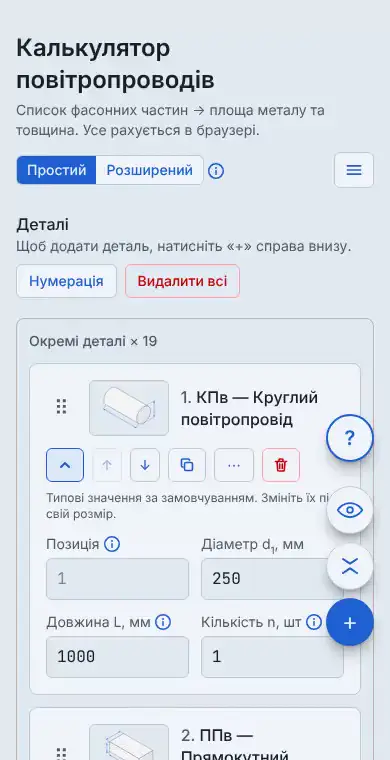 Калькулятор
повітропроводів
Список фасонних частин → площа металу та
товщина. Усе рахується в браузері.
Простий
Розширений
Деталі
Щоб додати деталь, натисніть «+» справа внизу.
Нумерація
Видалити всі
Окремі деталі × 19
1. КПв — Круглий
повітропровід
?
...
Типові значення за замовчуванням. Змініть їх
свій розмір.
Позиція
Діаметр d1, мм
1
250
+
Довжина L, мм
Кількість n, шт
1000
1
2. ППв —
Прямокутний